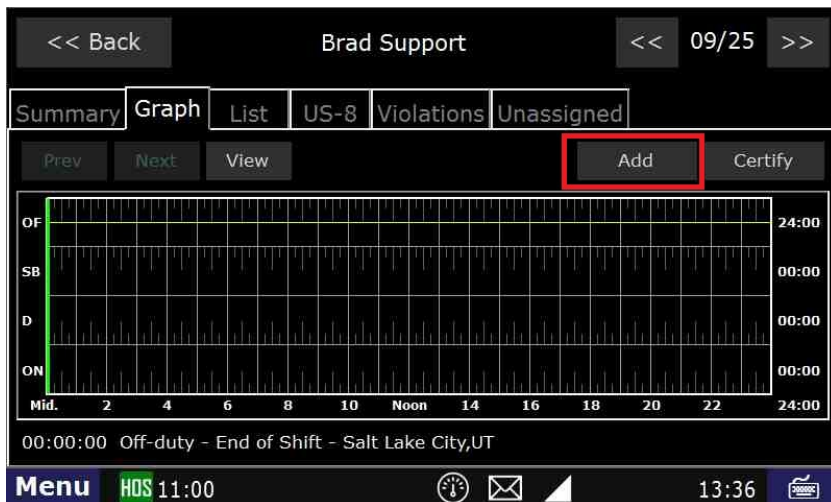 << Back Brad Support << 09/25 >>
Summary Graph List US-8 Violations Unassigned
Prev Next View Add Certify
OF 24:00
SB 00:00
D 00:00
ON 00:00
Mid. 2 4 6 8 10 Noon 14 16 18 20 22 24:00
00:00:00 Off-duty - End of Shift - Salt Lake City,UT
Menu HOS 11:00 13:36